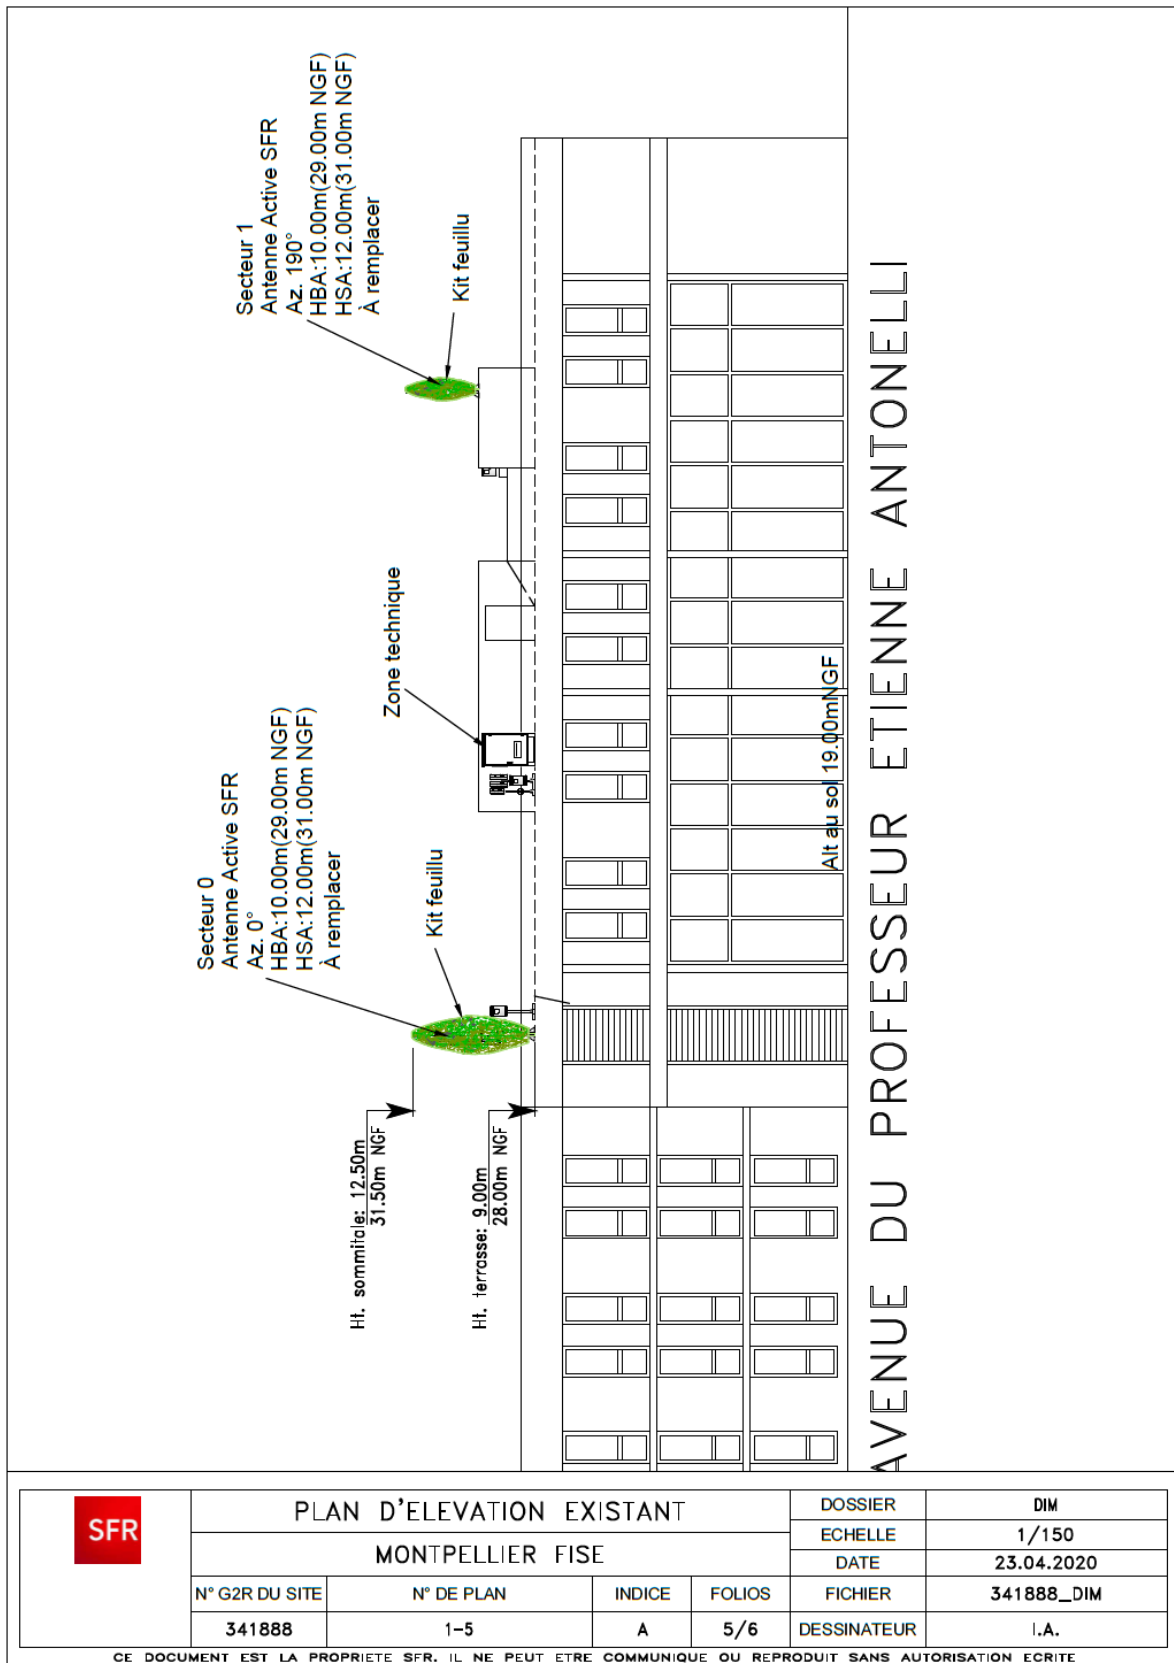 Secteur 1
Antenne Active SFR
Az. 190°
HBA:10.00m(29.00m NGF)
HSA:12.00m(31.00m NGF)
À remplacer
Kit feuillu
Zone technique
Secteur 0
Antenne Active SFR
Az. 0°
HBA:10.00m(29.00m NGF)
HSA:12.00m(31.00m NGF)
À remplacer
Kit feuillu
Ht. sommitale: 12.50m
31.50m NGF
Ht. terrasse: 9.00m
28.00m NGF
Alt au sol 19.00mNGF
AVENUE DU PROFESSEUR ETIENNE ANTONELLI
SFR
PLAN D'ELEVATION EXISTANT
MONTPELLIER FISE
DOSSIER DIM
ECHELLE 1/150
DATE 23.04.2020
N° G2R DU SITE N° DE PLAN INDICE FOLIOS FICHIER 341888_DIM
341888 1-5 A 5/6 DESSINATEUR I.A.
CE DOCUMENT EST LA PROPRIETE SFR. IL NE PEUT ETRE COMMUNIQUE OU REPRODUIT SANS AUTORISATION ECRITE